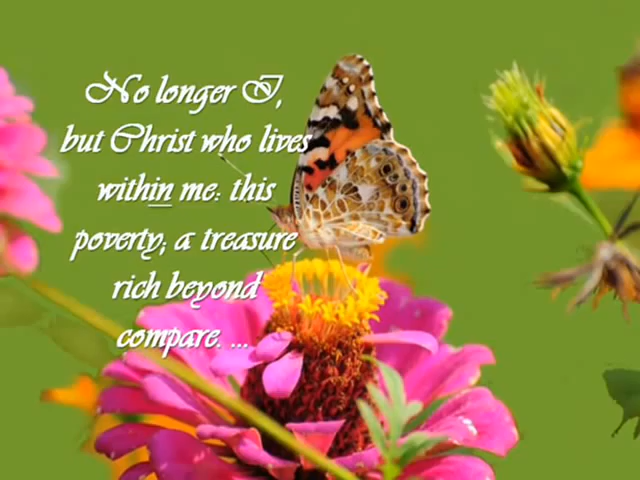 No longer I,
but Christ who lives
within me: this
poverty; a treasure
rich beyond
compare. ...